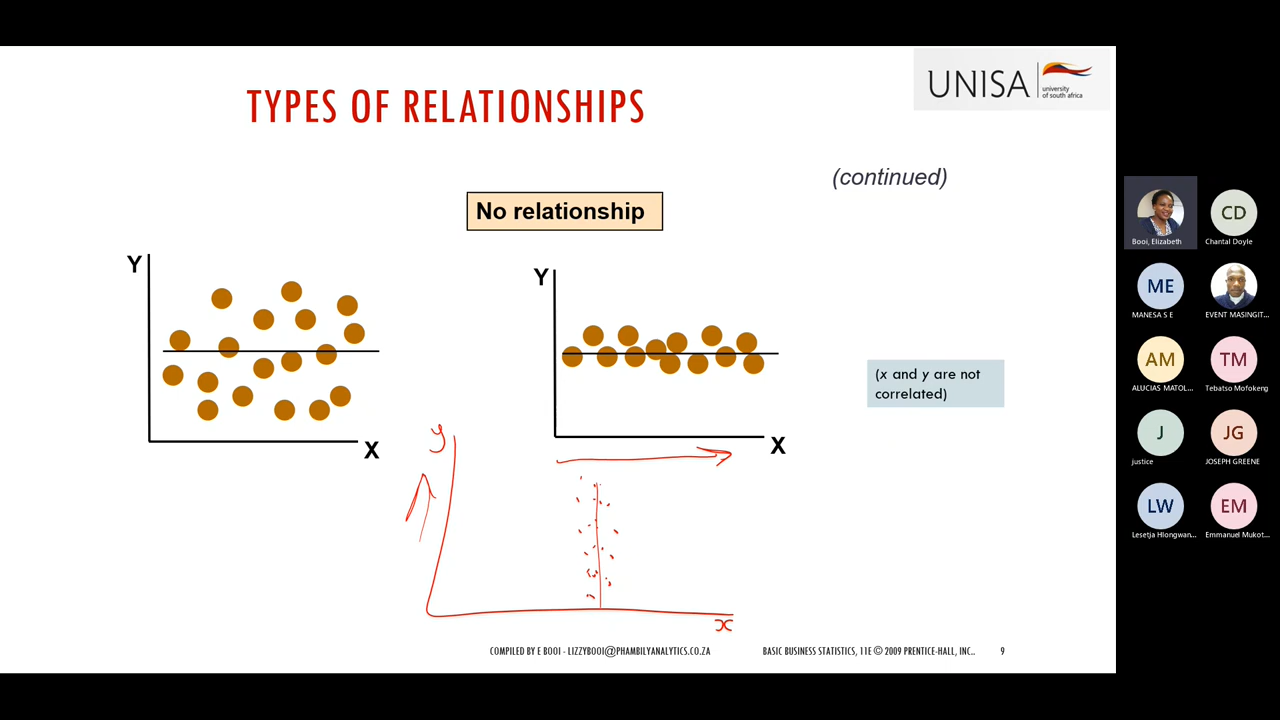 TYPES OF RELATIONSHIPS
UNISA
university
of south africa
(continued)
No relationship
Y
X
Y
X
(x and y are not
correlated)
y
x
COMPILED BY E BOOI - LIZZYBOOI@PHAMBILYANALYTICS.CO.ZA
BASIC BUSINESS STATISTICS, 11E © 2009 PRENTICE-HALL, INC..
9
Booi, Elizabeth
CD
Chantal Doyle
ME
MANESA S E
EVENT MASINGIT...
AM
ALUCIAS MATOL...
TM
Tebatso Mofokeng
J
justice
JG
JOSEPH GREENE
LW
Lesetja Hlongwan...
EM
Emmanuel Mukot...